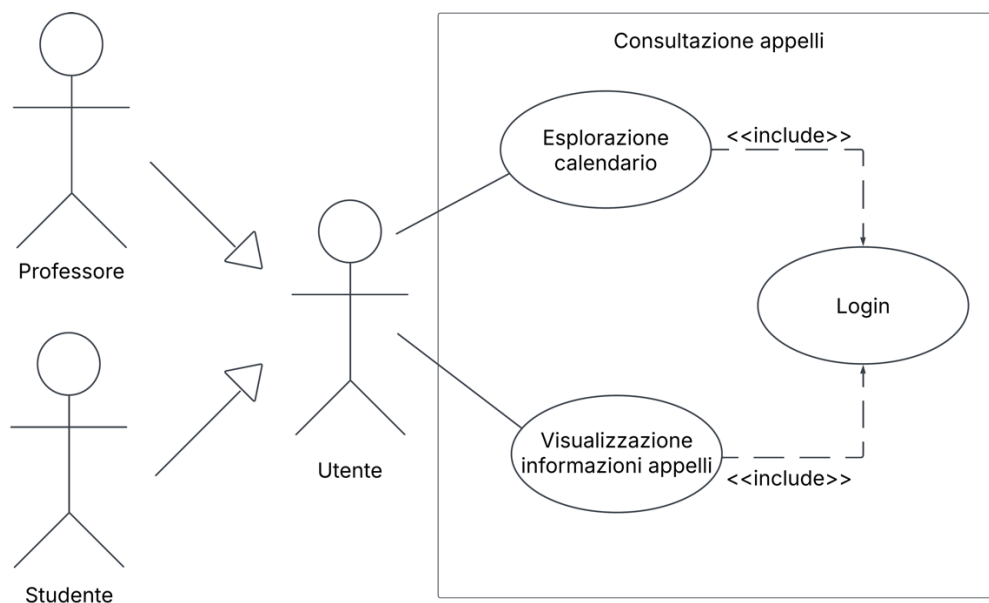 Consultazione appelli
Esplorazione
calendario
<<include>>
Professore
Login
Utente
Visualizzazione
informazioni appelli
<<include>>
Studente